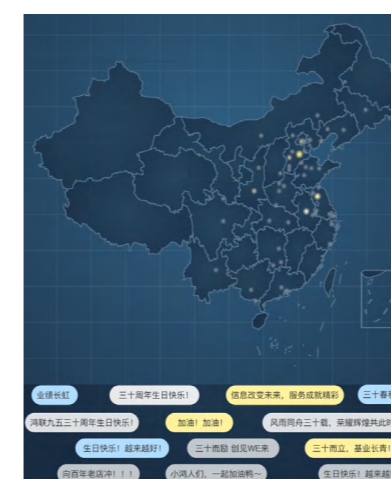 业绩长虹
三十周年生日快乐！
信息改变未来，服务成就精彩
三十春
鸿联九五三十周年生日快乐！
加油！加油！
风雨同舟三十载，荣耀辉煌共此时
生日快乐！越来越好！
三十而励 创见WE来
三十而立，基业长青！
向百年老店冲！！！
小鸿人们，一起加油鸭～
生日快乐！越来越